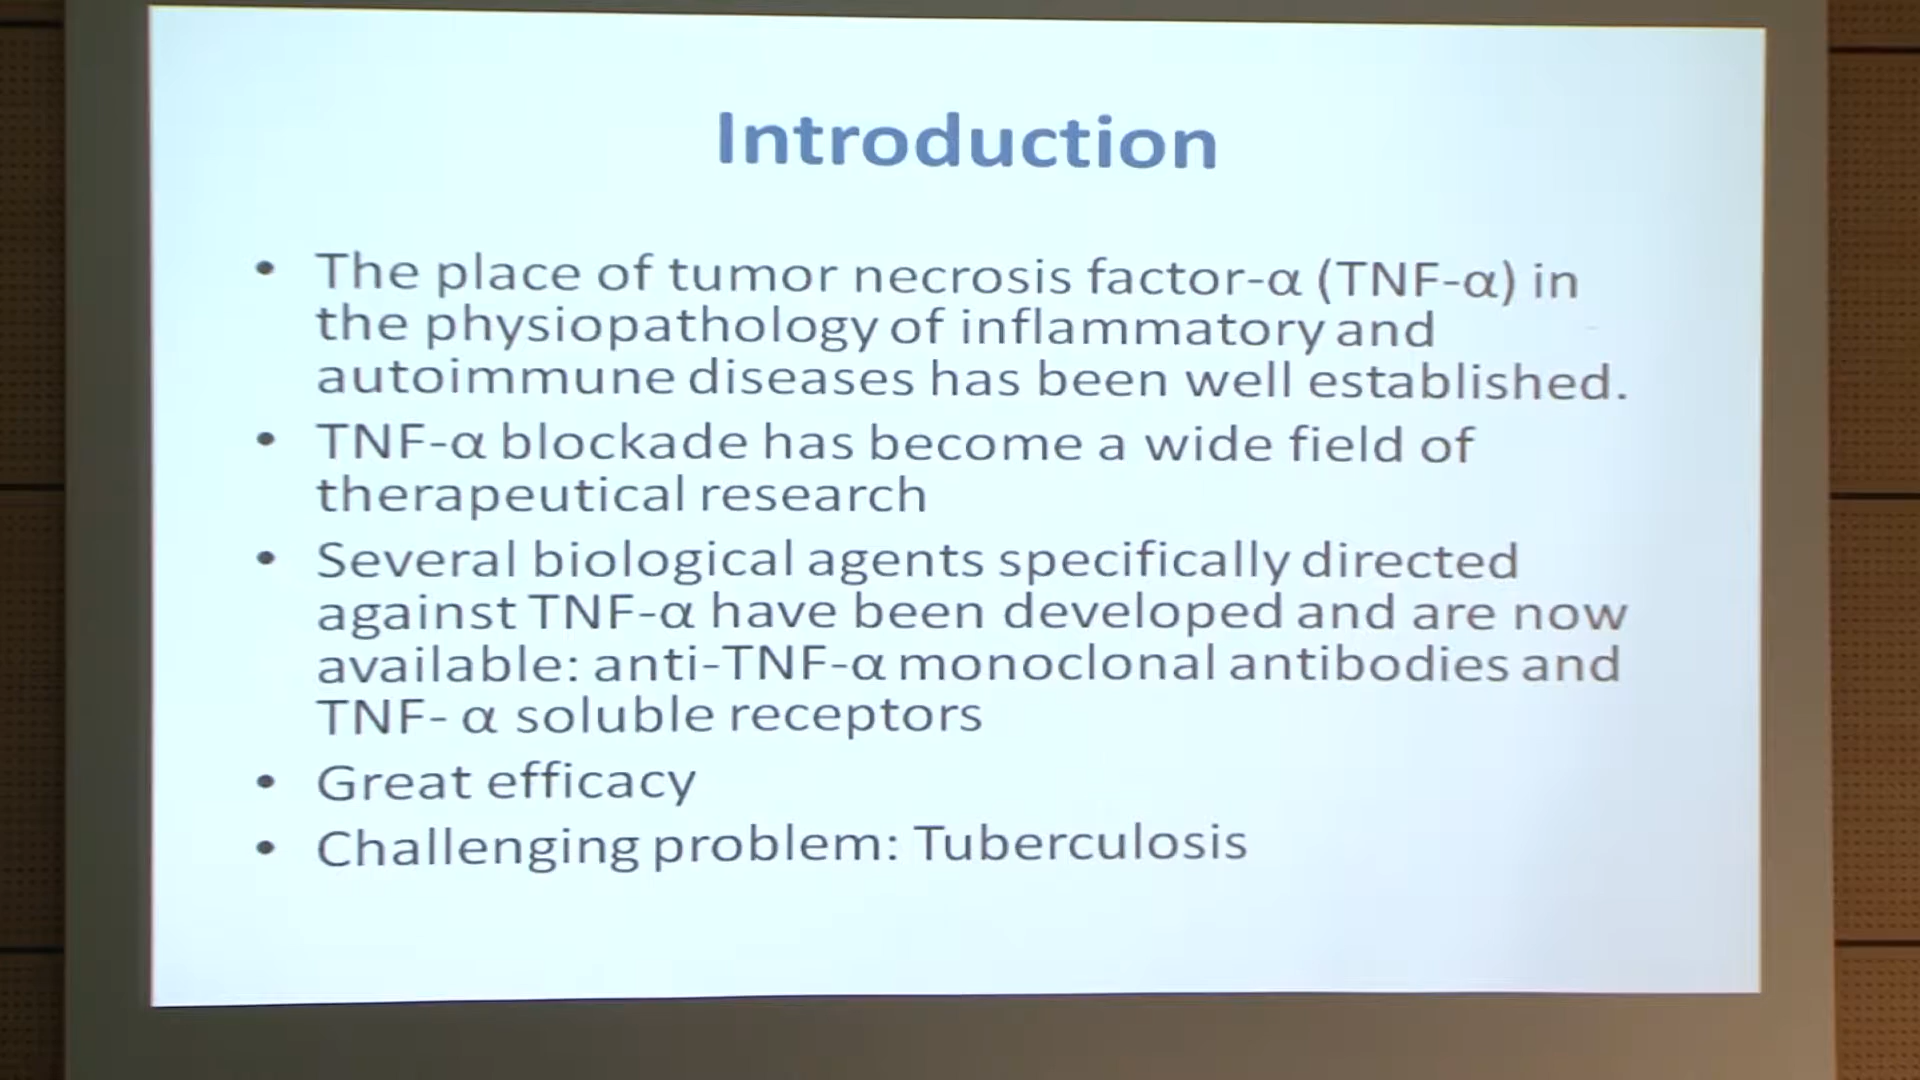 Introduction
• The place of tumor necrosis factor-α (TNF-α) in
the physiopathology of inflammatory and
autoimmune diseases has been well established.
• TNF-α blockade has become a wide field of
therapeutical research
• Several biological agents specifically directed
against TNF-α have been developed and are now
available: anti-TNF-α monoclonal antibodies and
TNF- α soluble receptors
• Great efficacy
• Challenging problem: Tuberculosis